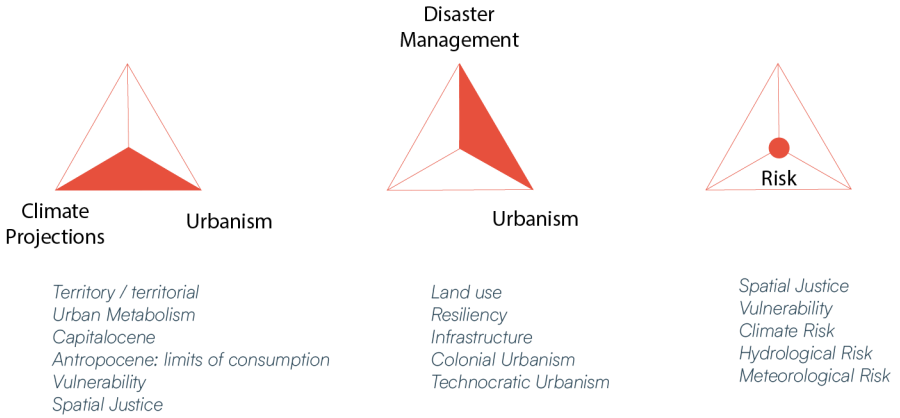 Disaster
Management
Climate
Projections
Urbanism
Urbanism
Risk
Territory / territorial
Urban Metabolism
Capitalocene
Antropocene: limits of consumption
Vulnerability
Spatial Justice
Land use
Resiliency
Infrastructure
Colonial Urbanism
Technocratic Urbanism
Spatial Justice
Vulnerability
Climate Risk
Hydrological Risk
Meteorological Risk